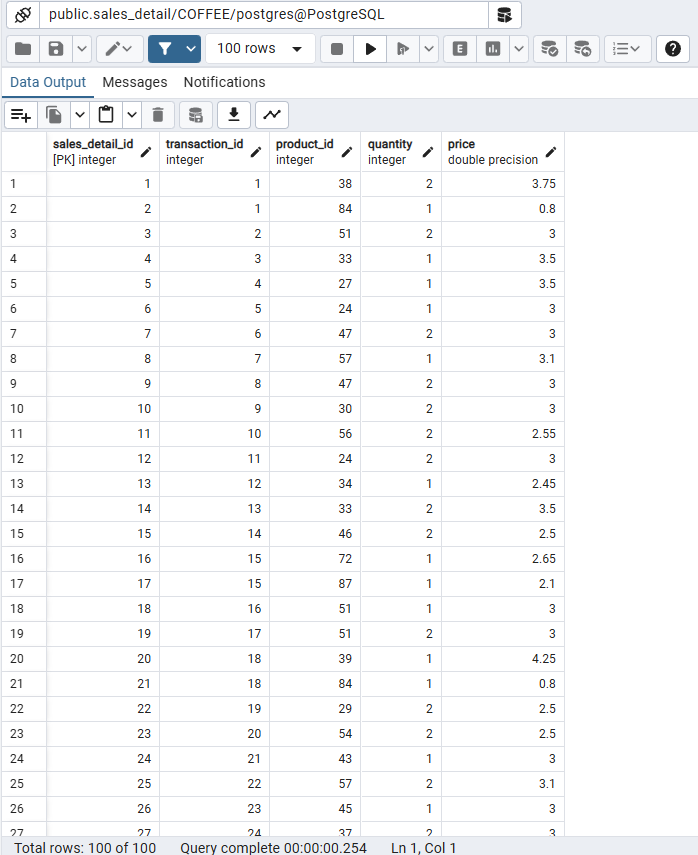 public.sales_detail/COFFEE/postgres@PostgreSQL
100 rows E ?
Data Output Messages Notifications
sales_detail_id transaction_id product_id quantity price
[PK] integer integer integer integer double precision
1 1 1 38 2 3.75
2 2 1 84 1 0.8
3 3 2 51 2 3
4 4 3 33 1 3.5
5 5 4 27 1 3.5
6 6 5 24 1 3
7 7 6 47 2 3
8 8 7 57 1 3.1
9 9 8 47 2 3
10 10 9 30 2 3
11 11 10 56 2 2.55
12 12 11 24 2 3
13 13 12 34 1 2.45
14 14 13 33 2 3.5
15 15 14 46 2 2.5
16 16 15 72 1 2.65
17 17 15 87 1 2.1
18 18 16 51 1 3
19 19 17 51 2 3
20 20 18 39 1 4.25
21 21 18 84 1 0.8
22 22 19 29 2 2.5
23 23 20 54 2 2.5
24 24 21 43 1 3
25 25 22 57 2 3.1
26 26 23 45 1 3
27 27 24 37 2 3
Total rows: 100 of 100 Query complete 00:00:00.254 Ln 1, Col 1